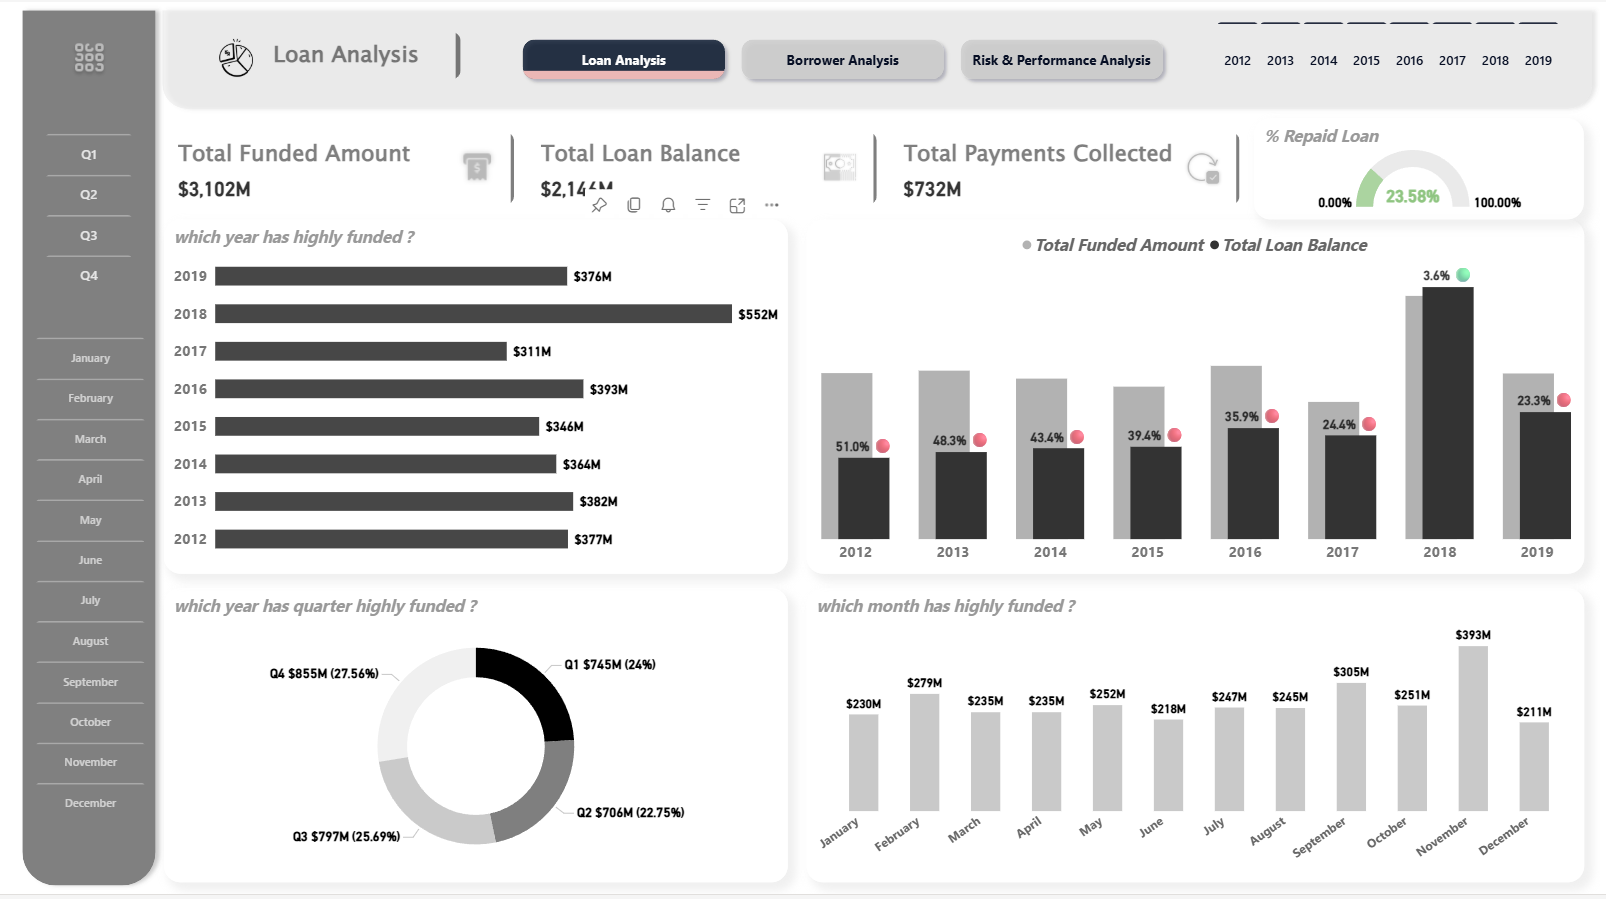 Loan Analysis
Loan Analysis
Borrower Analysis
Risk & Performance Analysis
2012 2013 2014 2015 2016 2017 2018 2019
Q1
Q2
Q3
Q4
January
February
March
April
May
June
July
August
September
October
November
December
Total Funded Amount
$3,102M
Total Loan Balance
Total Payments Collected
$732M
% Repaid Loan
0.00%
23.58%
100.00%
which year has highly funded ?
2019 $376M
2018 $552M
2017 $311M
2016 $393M
2015 $346M
2014 $364M
2013 $382M
2012 $377M
Total Funded Amount Total Loan Balance
51.0% 48.3% 43.4% 39.4% 35.9% 24.4% 3.6% 23.3%
2012 2013 2014 2015 2016 2017 2018 2019
which year has quarter highly funded ?
Q4 $855M (27.56%)
Q1 $745M (24%)
Q3 $797M (25.69%)
Q2 $706M (22.75%)
which month has highly funded ?
$230M $279M $235M $235M $252M $218M $247M $245M $305M $251M $393M $211M
January February March April May June July August September October November December